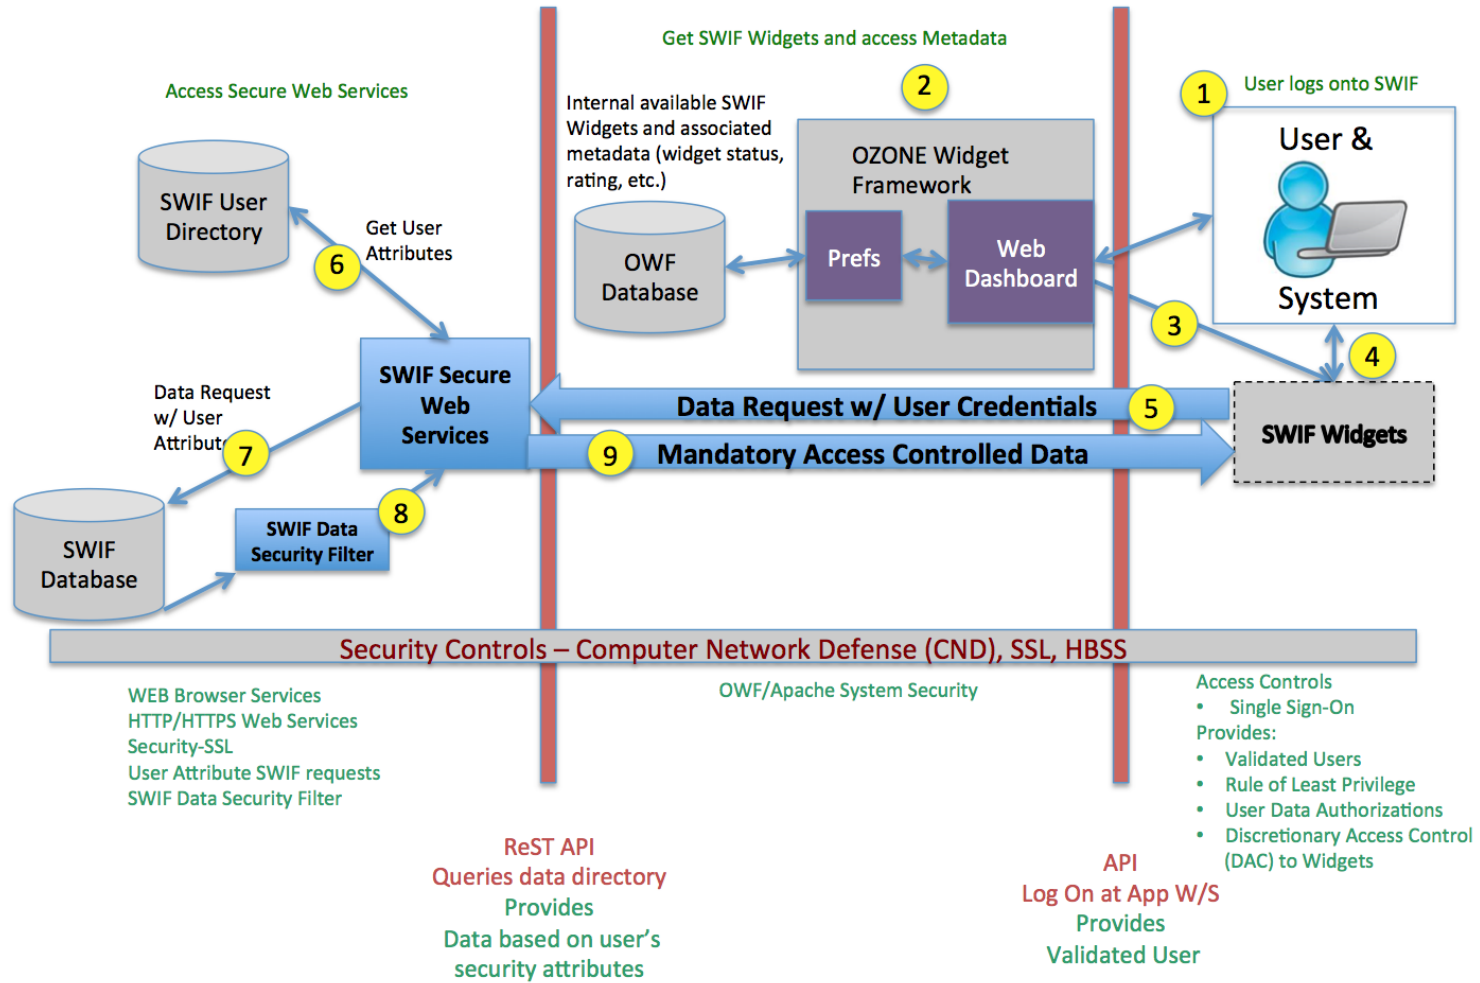 Get SWIF Widgets and access Metadata
Access Secure Web Services
2
1
User logs onto SWIF
Internal available SWIF
Widgets and associated
metadata (widget status,
rating, etc.)
OZONE Widget
Framework
User &
System
SWIF User
Directory
Get User
Attributes
6
OWF
Database
Prefs
Web
Dashboard
3
4
SWIF Secure
Web
Services
Data Request
w/ User
Attribut
7
Data Request w/ User Credentials
5
9
Mandatory Access Controlled Data
SWIF Widgets
8
SWIF Data
Security Filter
SWIF
Database
Security Controls – Computer Network Defense (CND), SSL, HBSS
WEB Browser Services
HTTP/HTTPS Web Services
Security-SSL
User Attribute SWIF requests
SWIF Data Security Filter
OWF/Apache System Security
Access Controls
• Single Sign-On
Provides:
• Validated Users
• Rule of Least Privilege
• User Data Authorizations
• Discretionary Access Control
(DAC) to Widgets
ReST API
Queries data directory
Provides
Data based on user’s
security attributes
API
Log On at App W/S
Provides
Validated User